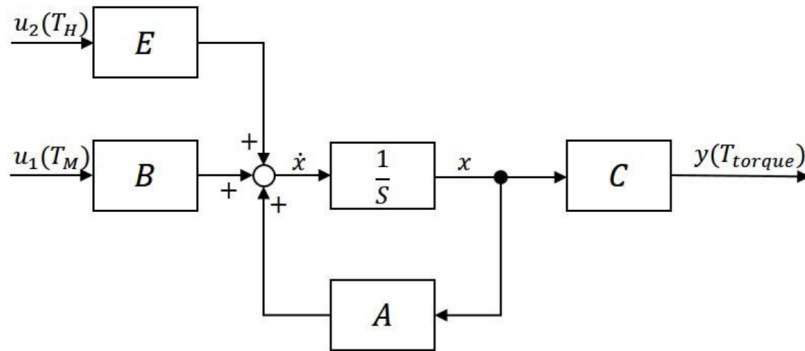 u₂(T_H)
E
+
u₁(T_M)
B
+
+
ẋ
1
S
x
C
y(T_torque)
A